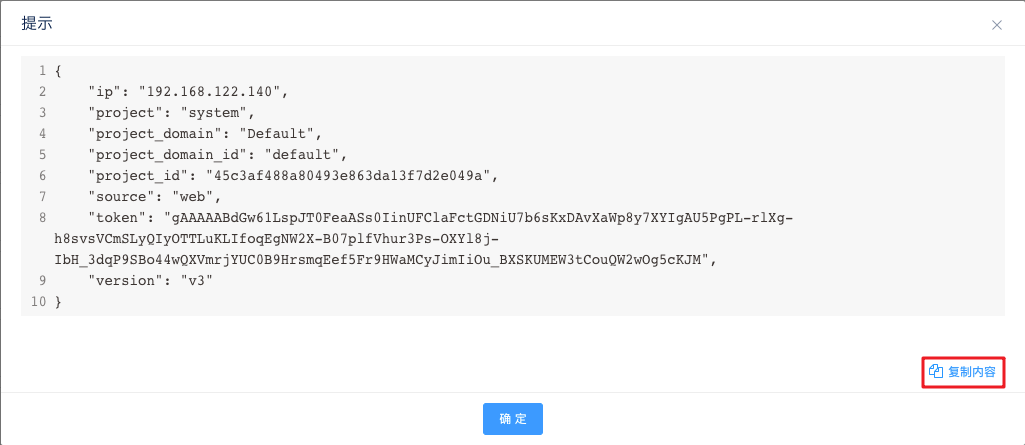 提示
1 {
2 "ip": "192.168.122.140",
3 "project": "system",
4 "project_domain": "Default",
5 "project_domain_id": "default",
6 "project_id": "45c3af488a80493e863da13f7d2e049a",
7 "source": "web",
8 "token": "gAAAAABdGw61LspJT0FeaASs0IinUFClaFctGDNiU7b6sKxDAvXaWp8y7XYIgAU5PgPL-rlXg-
h8svsVCmSLyQIyOTTLuKLIfoqEgNW2X-B07plfVhur3Ps-OXYl8j-
IbH_3dqP9SBo44wQXVmrjYUC0B9HrsmqEef5Fr9HWaMCyJimIiOu_BXSKUMEW3tCouQW2wOg5cKJM",
9 "version": "v3"
10 }
复制内容
确 定